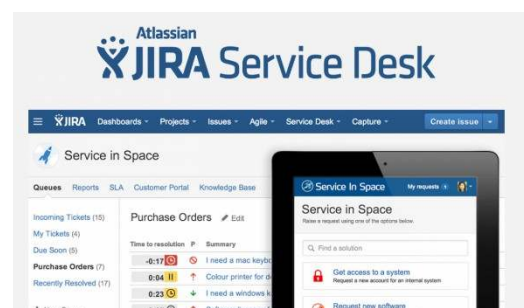 Atlassian
JIRA Service Desk
JIRA Dashboards Projects Issues Agile Service Desk Capture Create issue
Service in Space
Queues Reports SLA Customer Portal Knowledge Base
Incoming Tickets (15)
My Tickets (4)
Due Soon (5)
Purchase Orders (7)
Recently Resolved (17)
Purchase Orders Edit
Time to resolution P Summary
-0:17 I need a mac keybo
0:04 Colour printer for de
0:23 I need a windows k
Service In Space My requests
Service in Space
Raise a request using one of the options below.
Find a solution
Get access to a system
Request a new account for an internal system
Request new software